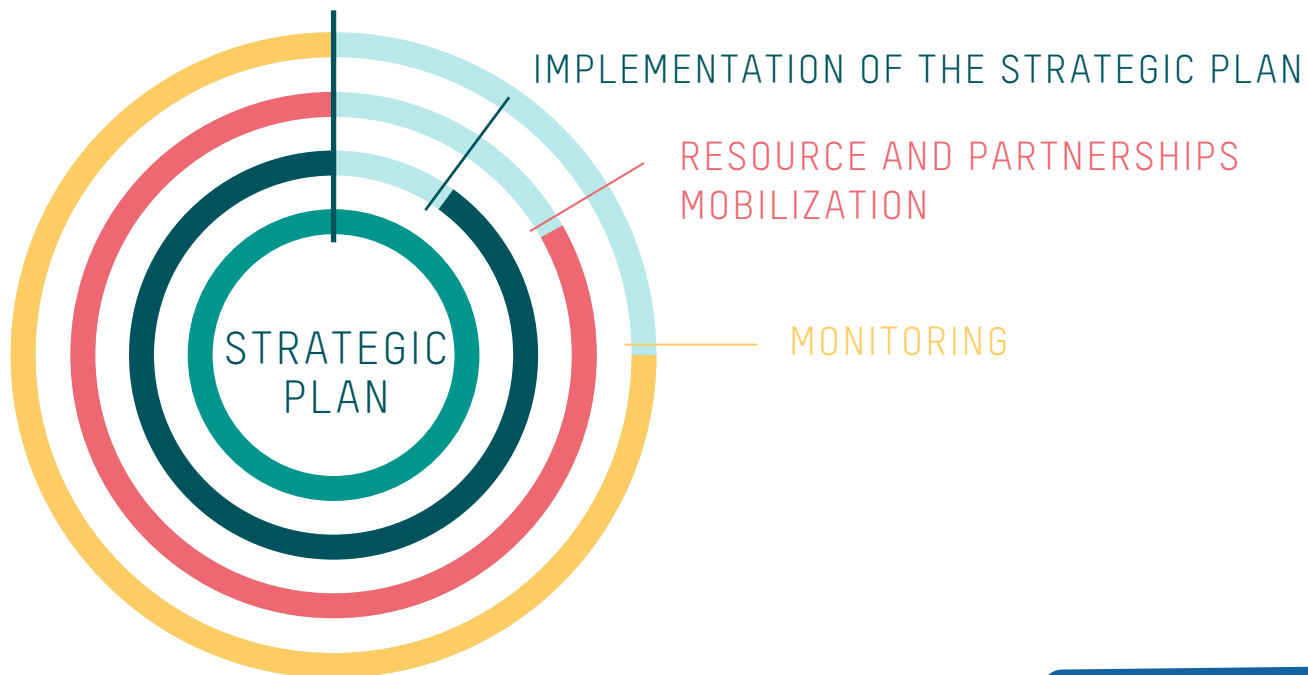 IMPLEMENTATION OF THE STRATEGIC PLAN
RESOURCE AND PARTNERSHIPS
MOBILIZATION
MONITORING
STRATEGIC
PLAN